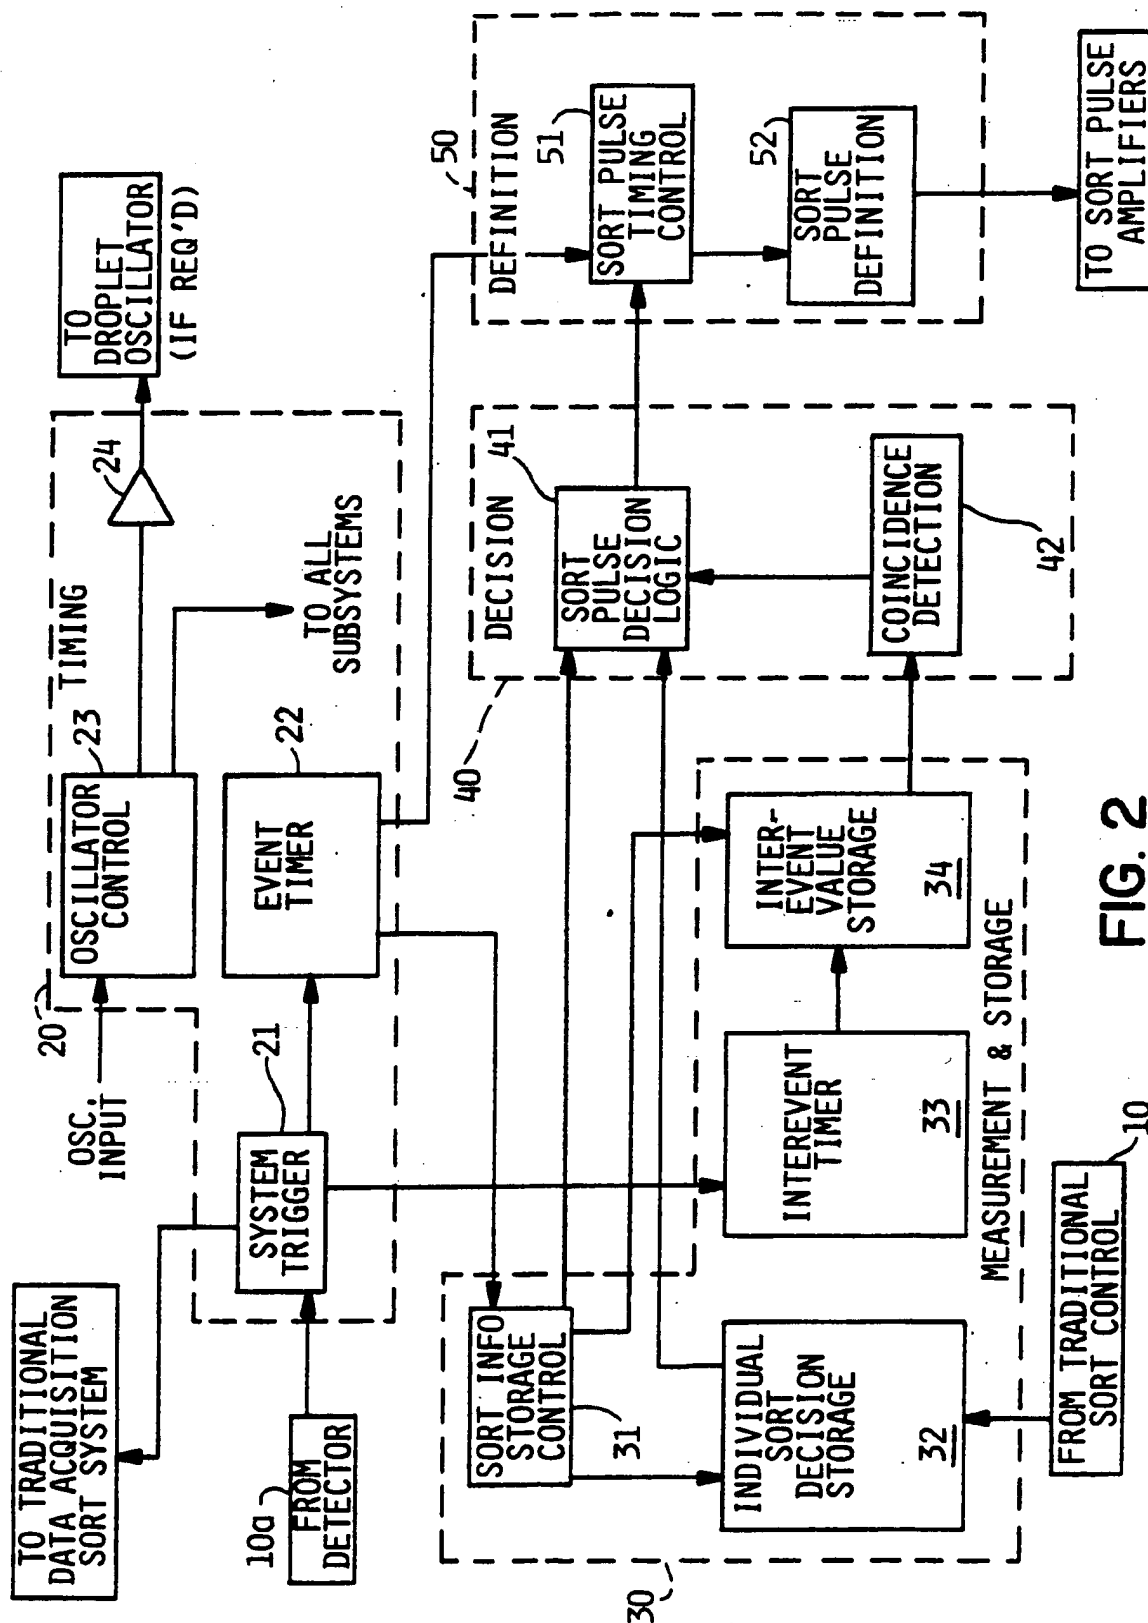 TO TRADITIONAL
DATA ACQUISITION
SORT SYSTEM
10a
FROM
DETECTOR
OSC.
INPUT
20
SYSTEM
TRIGGER
21
OSCILLATOR
CONTROL
23
TIMING
EVENT
TIMER
22
24
TO ALL
SUBSYSTEMS
TO
DROPLET
OSCILLATOR
(IF REQ'D)
30
SORT INFO
STORAGE
CONTROL
31
INDIVIDUAL
SORT
DECISION
STORAGE
32
INTEREVENT
TIMER
33
INTER-
EVENT
VALUE
STORAGE
34
MEASUREMENT & STORAGE
FROM TRADITIONAL
SORT CONTROL
10
40
DECISION
SORT
PULSE
DECISION
LOGIC
41
COINCIDENCE
DETECTION
42
50
DEFINITION
SORT PULSE
TIMING
CONTROL
51
SORT
PULSE
DEFINITION
52
TO SORT PULSE
AMPLIFIERS
FIG. 2